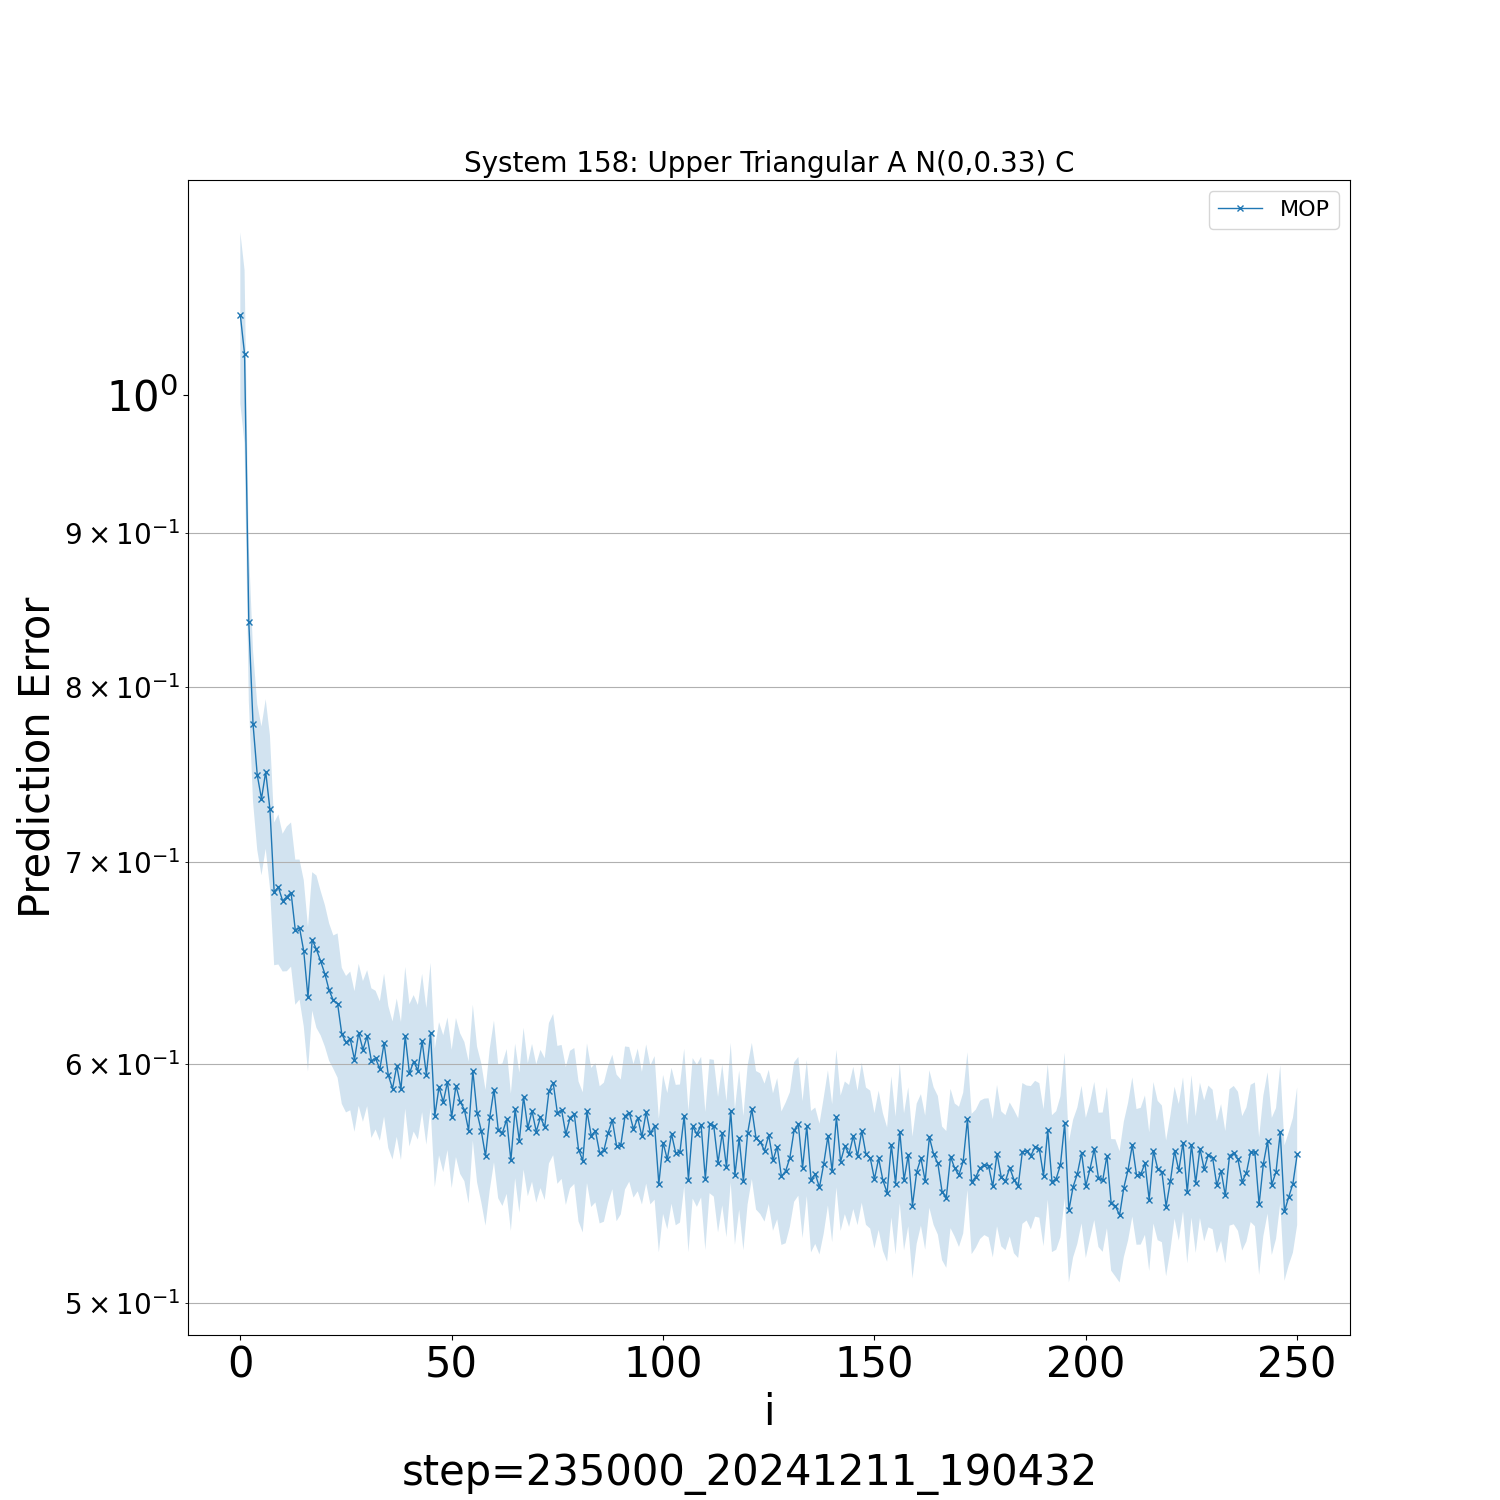 System 158: Upper Triangular A N(0,0.33) C
MOP
10⁰
9 × 10⁻¹
8 × 10⁻¹
7 × 10⁻¹
6 × 10⁻¹
5 × 10⁻¹
Prediction Error
0 50 100 150 200 250
i
step=235000_20241211_190432